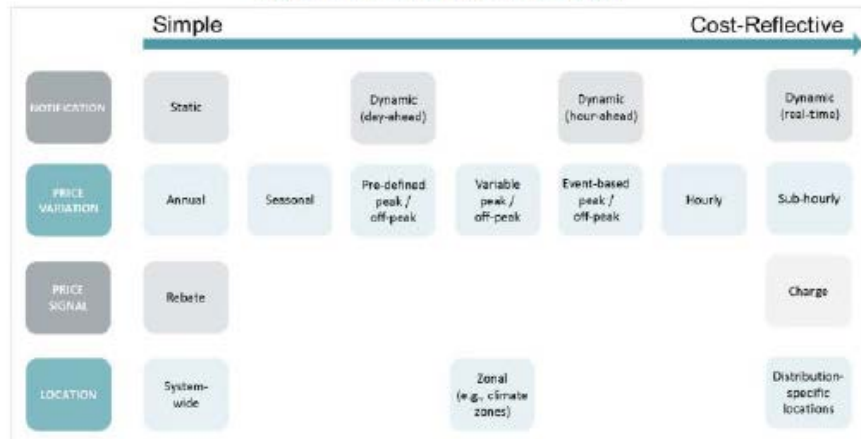 Simple Cost-Reflective
NOTIFICATION
Static
Dynamic
(day-ahead)
Dynamic
(hour-ahead)
Dynamic
(real-time)
PRICE
VARIATION
Annual
Seasonal
Pre-defined
peak /
off-peak
Variable
peak /
off-peak
Event-based
peak /
off-peak
Hourly
Sub-hourly
PRICE
SIGNAL
Rebate
Charge
LOCATION
System-
wide
Zonal
(e.g., climate
zones)
Distribution-
specific
locations